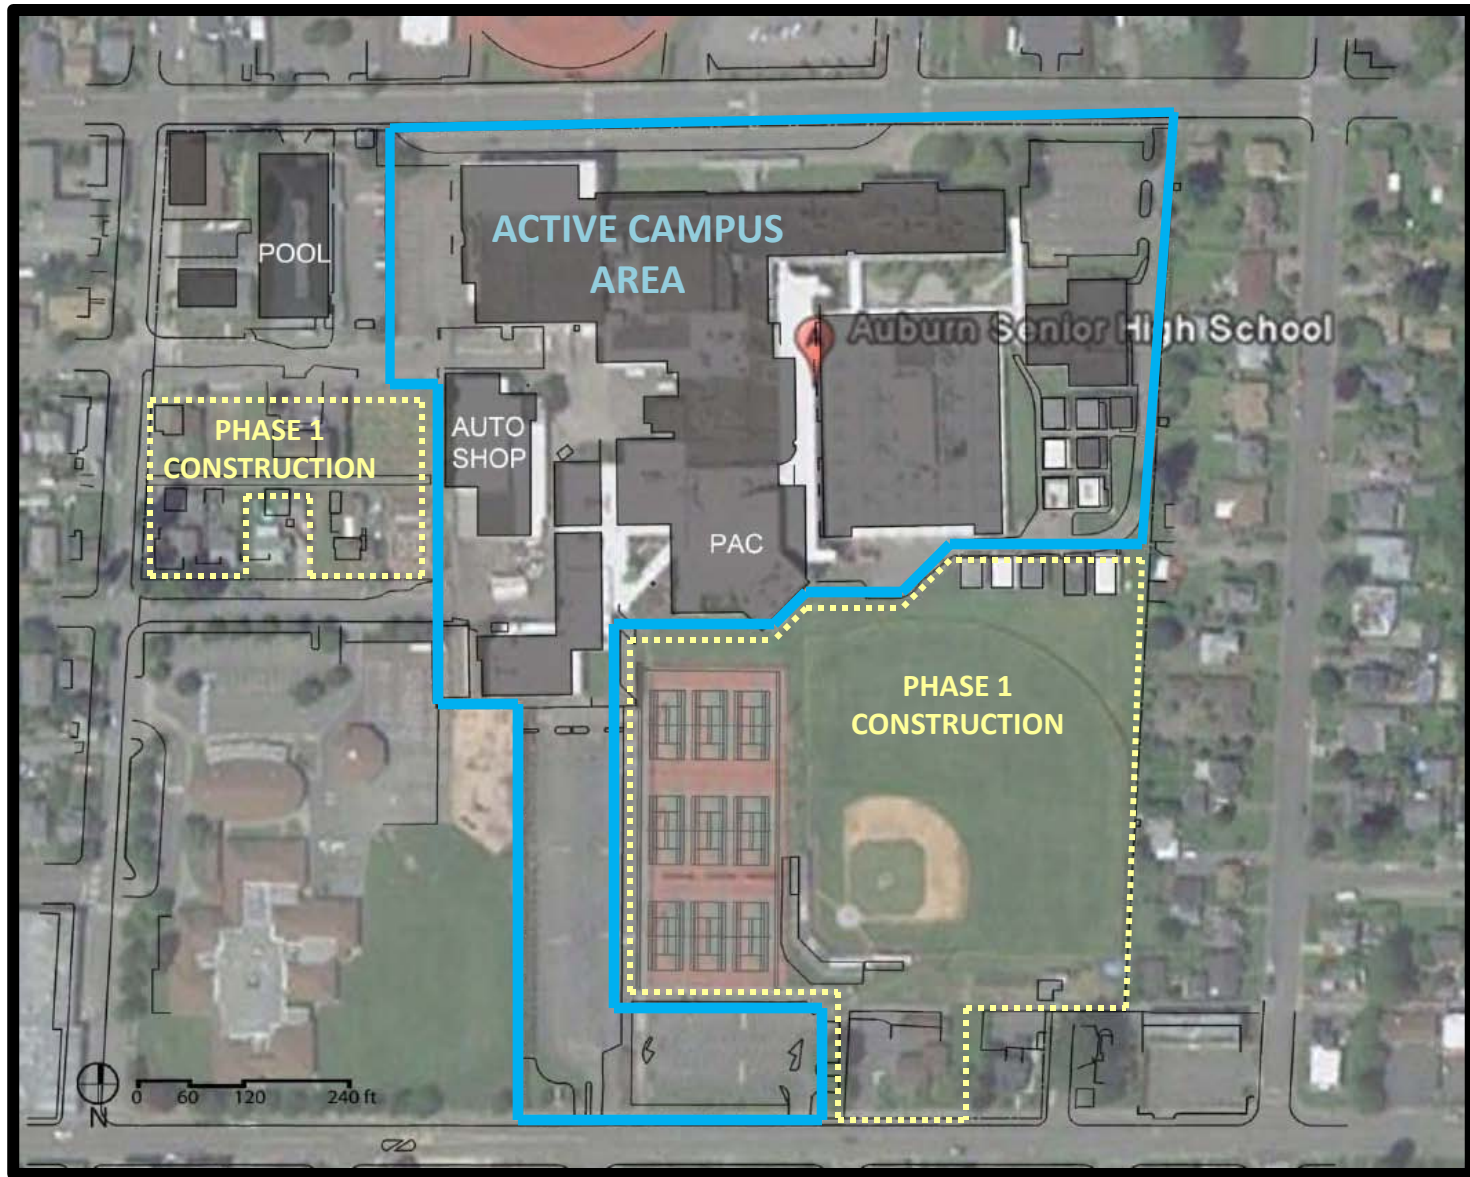 ACTIVE CAMPUS
AREA
POOL
Auburn Senior High School
PHASE 1
CONSTRUCTION
AUTO
SHOP
PAC
PHASE 1
CONSTRUCTION
0 60 120 240 ft
N